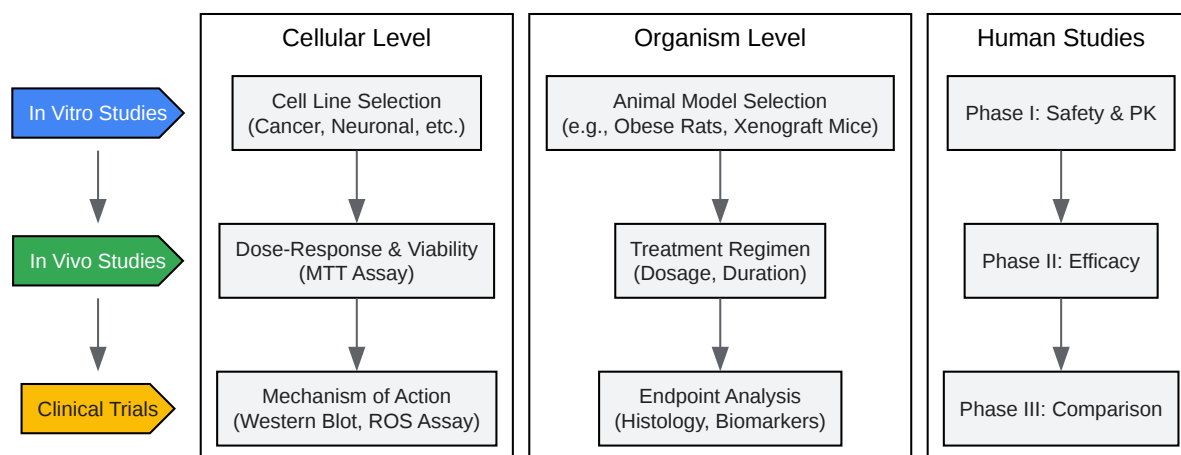 In Vitro Studies
In Vivo Studies
Clinical Trials
Cellular Level
Cell Line Selection
(Cancer, Neuronal, etc.)
Dose-Response & Viability
(MTT Assay)
Mechanism of Action
(Western Blot, ROS Assay)
Organism Level
Animal Model Selection
(e.g., Obese Rats, Xenograft Mice)
Treatment Regimen
(Dosage, Duration)
Endpoint Analysis
(Histology, Biomarkers)
Human Studies
Phase I: Safety & PK
Phase II: Efficacy
Phase III: Comparison